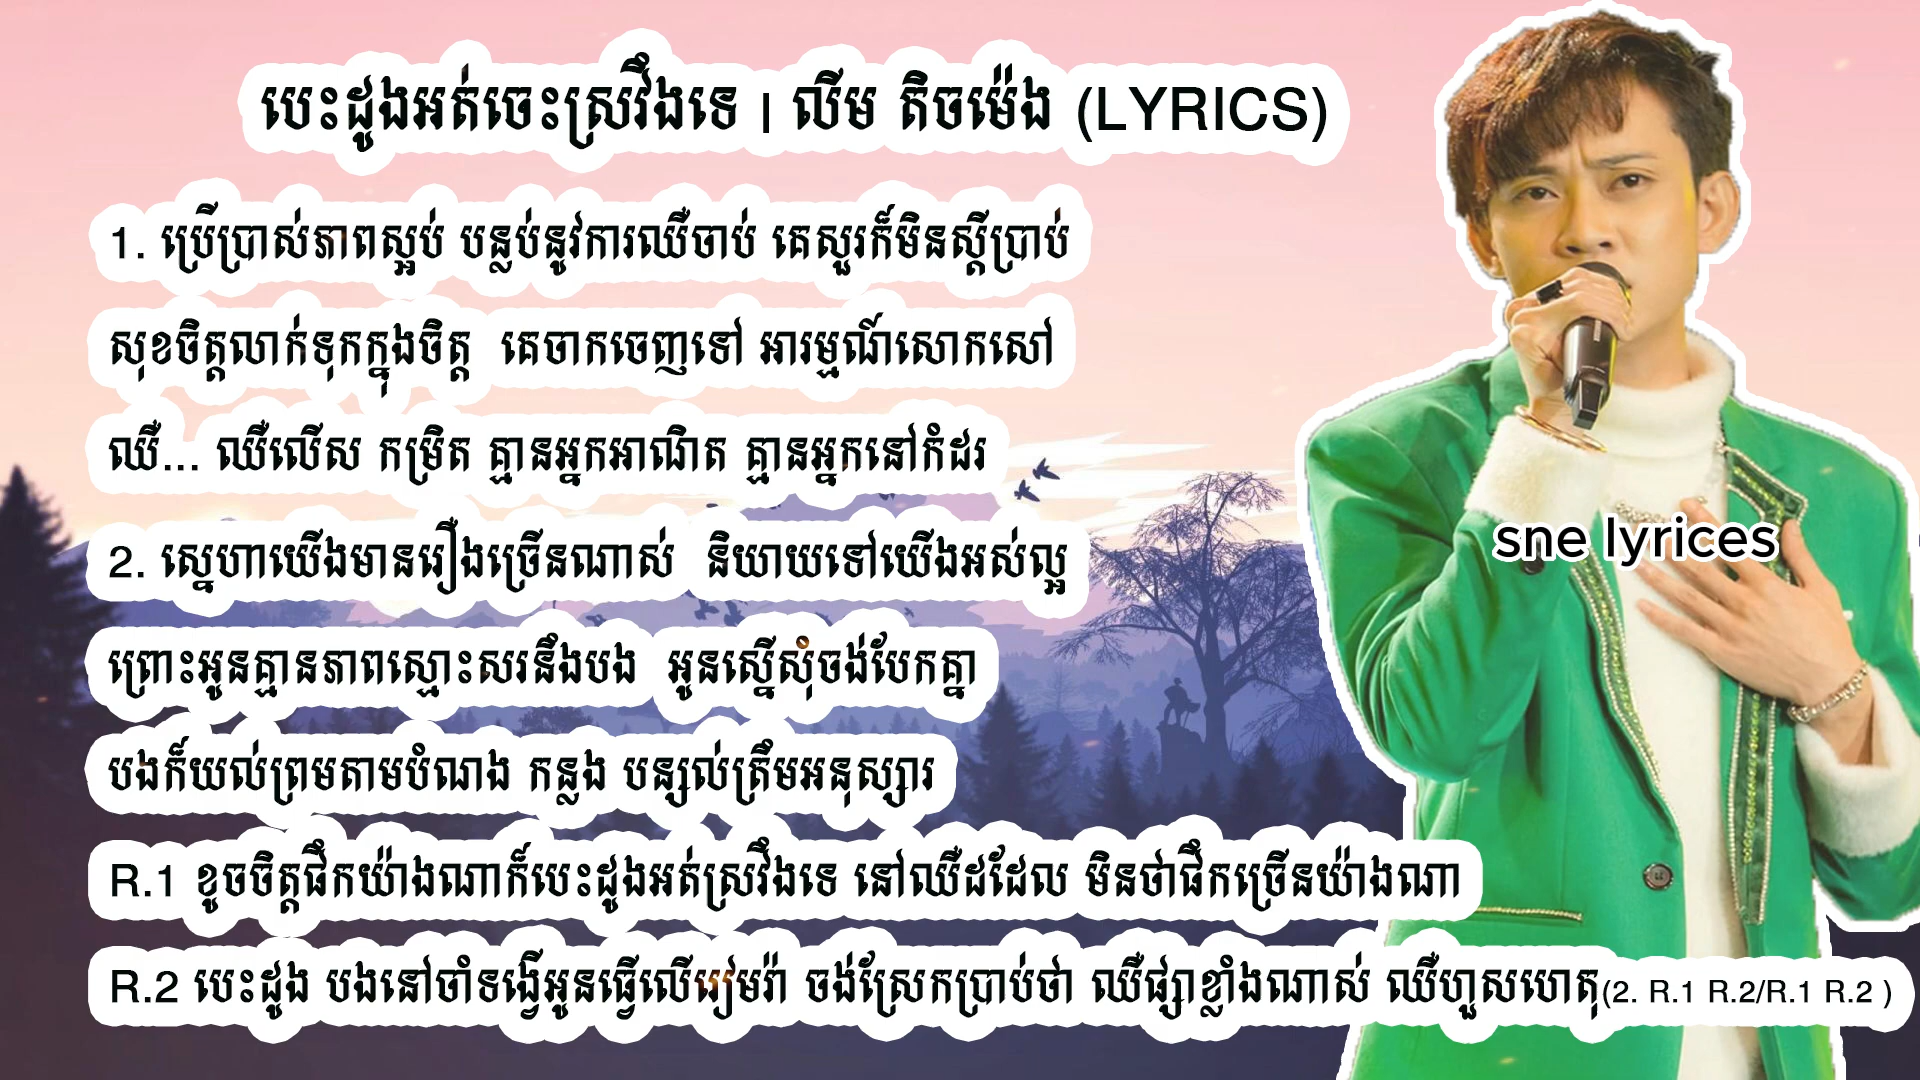 បេះដូងអត់ចេះស្រវឹងទេ | លីម តិចម៉េង (LYRICS)
1. ប្រើប្រាស់ភាពស្អប់ បន្លប់នូវការឈឺចាប់ គេសួរក៏មិនស្ដីប្រាប់
សុខចិត្តលាក់ទុកក្នុងចិត្ត គេចាកចេញទៅ អារម្មណ៍សោកសៅ
ឈឺ... ឈឺលើស កម្រិត គ្មានអ្នកអាណិត គ្មានអ្នកនៅកំដរ
sne lyrices
2. ស្នេហាយើងមានរឿងច្រើនណាស់ និយាយទៅយើងអស់ល្អ
ព្រោះអូនគ្មានភាពស្មោះសរនឹងបង អូនស្នើសុំចង់បែកគ្នា
បងក៏យល់ព្រមតាមបំណង កន្លង បន្សល់ត្រឹមអនុស្សារ
R.1 ខូចចិត្តផឹកយ៉ាងណាក៏បេះដូងអត់ស្រវឹងទេ នៅឈឺដដែល មិនថាផឹកច្រើនយ៉ាងណា
R.2 បេះដូង បងនៅចាំទង្វើអូនធ្វើលើរៀមរ៉ា ចង់ស្រែកប្រាប់ថា ឈឺផ្សាខ្លាំងណាស់ ឈឺហួសហេតុ(2. R.1 R.2/R.1 R.2 )